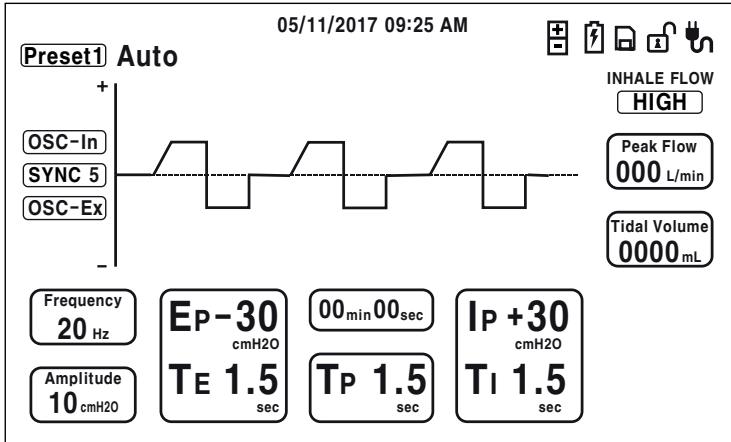 05/11/2017 09:25 AM
Preset1 Auto
INHALE FLOW
HIGH
+
OSC-In
SYNC 5
OSC-Ex
−
Peak Flow
000 L/min
Tidal Volume
0000 mL
Frequency
20 Hz
Amplitude
10 cmH2O
EP−30
cmH2O
TE 1.5
sec
00min00sec
TP 1.5
sec
IP +30
cmH2O
TI 1.5
sec